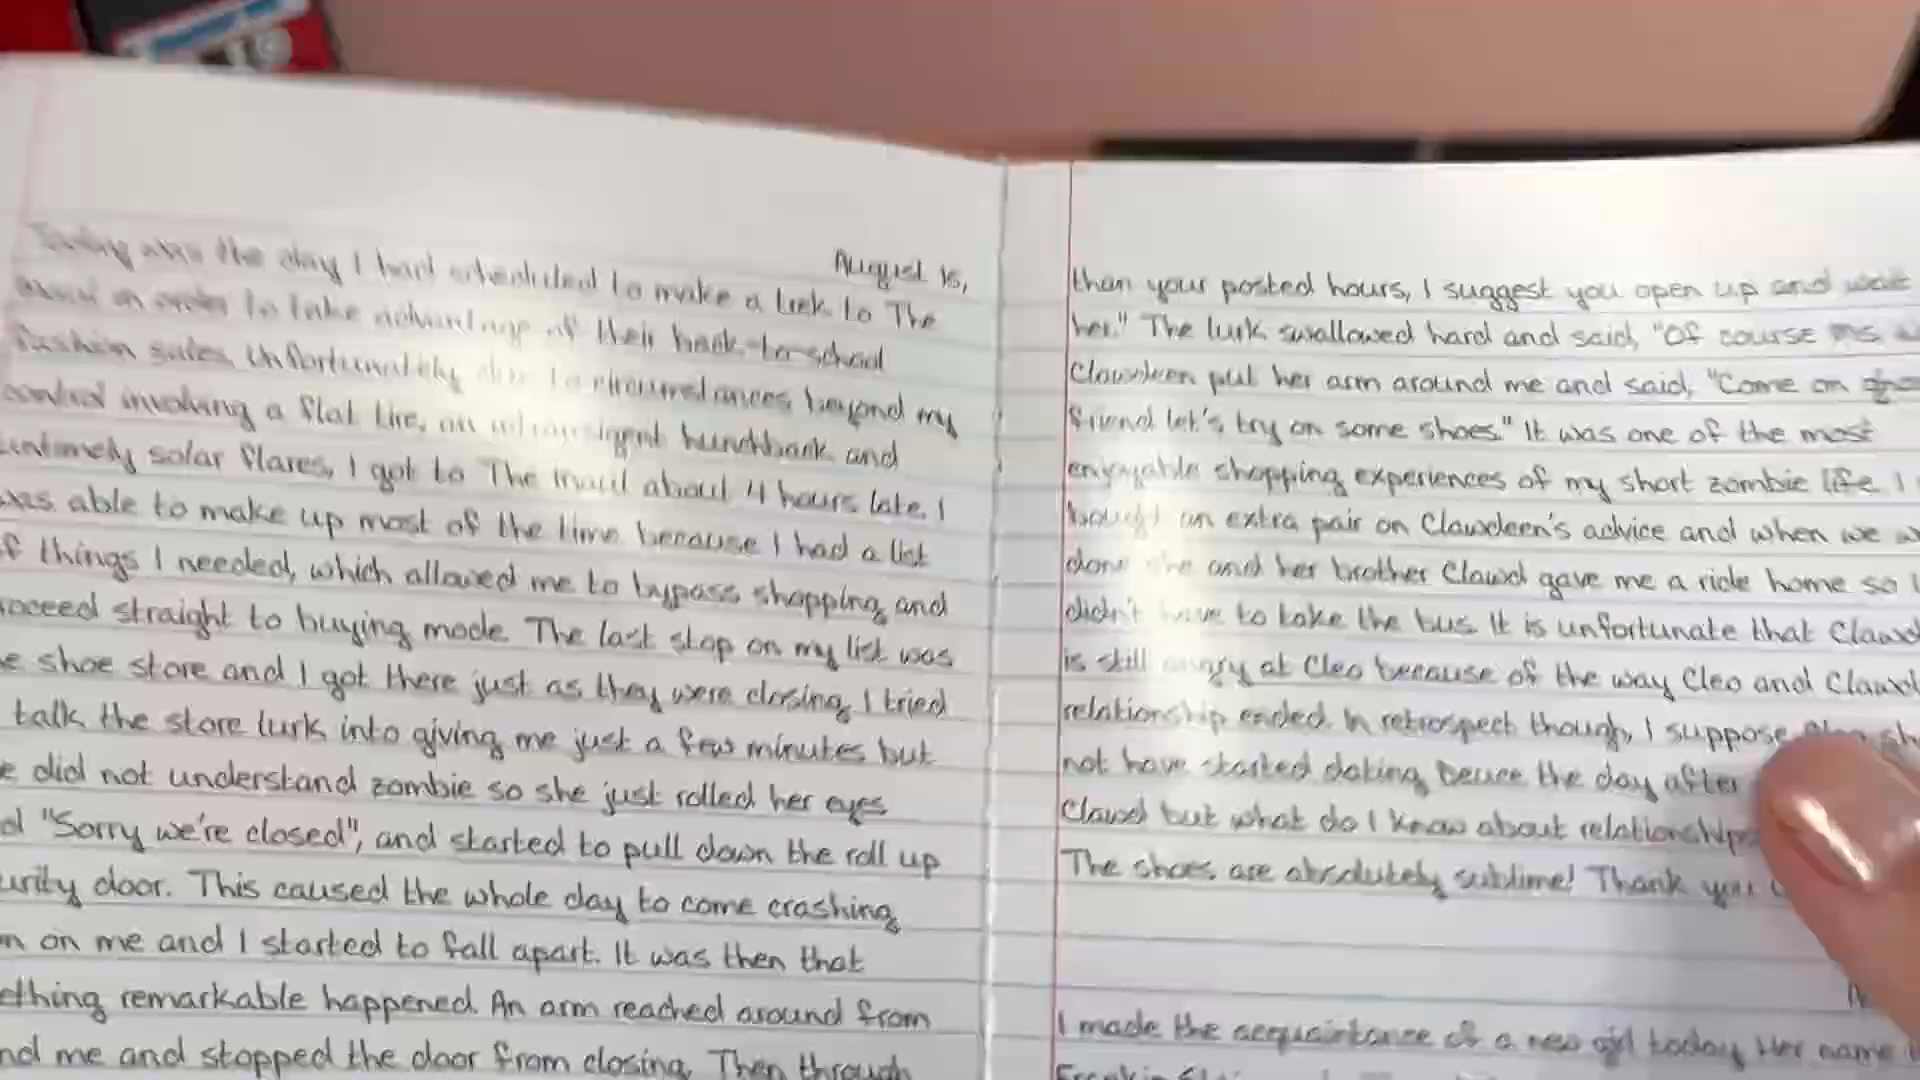 August 16,
the day I had scheduled to make a trek to The
in order to take advantage of their back-to-school
fashion sales. Unfortunately due to circumstances beyond my
control involving a flat tire, an intransigent hunchback and
untimely solar flares, I got to The maul about 4 hours late. I
was able to make up most of the time because I had a list
of things I needed, which allowed me to bypass shopping and
proceed straight to buying mode. The last stop on my list was
e shoe store and I got there just as they were closing. I tried
talk the store lurk into giving me just a few minutes but
e did not understand zombie so she just rolled her eyes
d "Sorry we're closed", and started to pull down the roll up
urity door. This caused the whole day to come crashing
n on me and I started to fall apart. It was then that
ething remarkable happened. An arm reached around from
nd me and stopped the door from closing. Then through
than your posted hours, I suggest you open up and wait
her." The lurk swallowed hard and said, "Of course
Clawdeen put her arm around me and said, "Come on
friend let's try on some shoes." It was one of the most
enjoyable shopping experiences of my short zombie life. I
bought an extra pair on Clawdeen's advice and when we
done she and her brother Clawd gave me a ride home so I
didn't have to take the bus. It is unfortunate that Clawd
is still angry at Cleo because of the way Cleo and Clawd
relationship ended. In retrospect though, I suppose
not have started dating Deuce the day after
Clawd but what do I know about relationships
The shoes are absolutely sublime! Thank you
I made the acquaintance of a new girl today. Her name